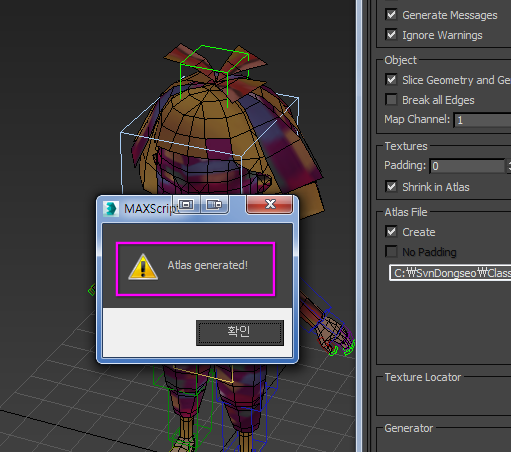 Generate Messages
Ignore Warnings
Object
Slice Geometry and Ge
Break all Edges
Map Channel: 1
Textures
Padding: 0
Shrink in Atlas
Atlas File
Create
No Padding
C:₩SvnDongseo₩Class
Texture Locator
Generator
MAXScript
Atlas generated!
확인